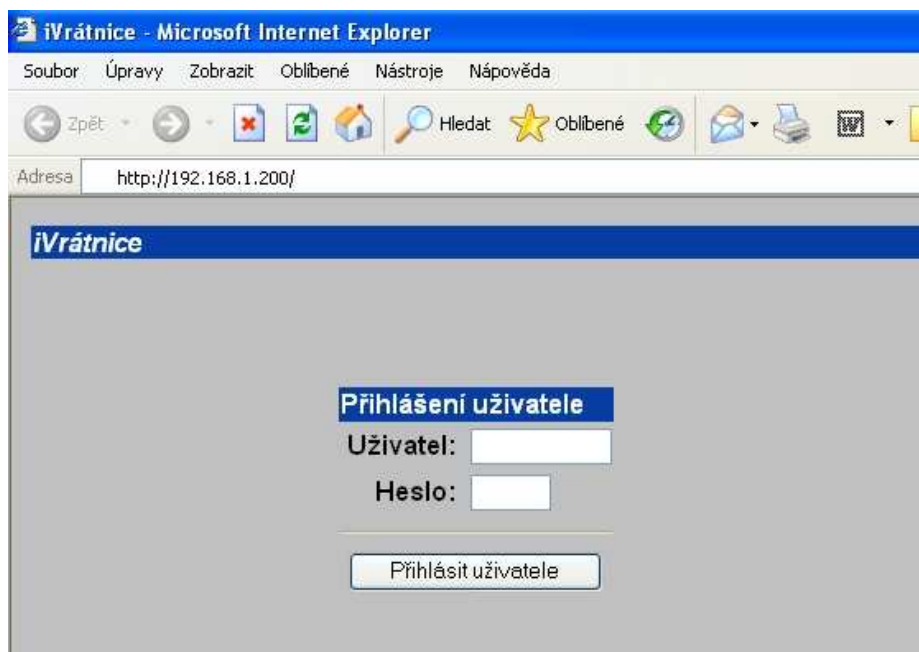 iVrátnice - Microsoft Internet Explorer
Soubor Úpravy Zobrazit Oblíbené Nástroje Nápověda
Zpět Hledat Oblíbené W
Adresa http://192.168.1.200/
iVrátnice
Přihlášení uživatele
Uživatel:
Heslo:
Přihlásit uživatele